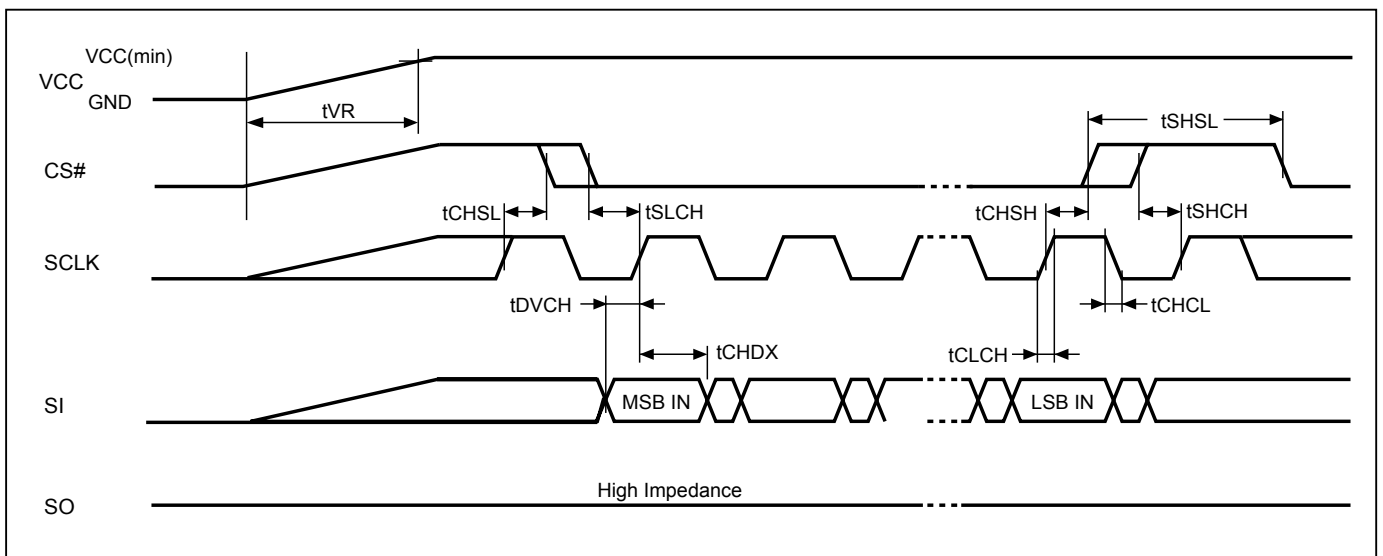 VCC(min)
VCC
GND
tVR
tSHSL
CS#
tCHSL
tSLCH
tCHSH
tSHCH
SCLK
tDVCH
tCHCL
tCHDX
tCLCH
SI
MSB IN
LSB IN
High Impedance
SO